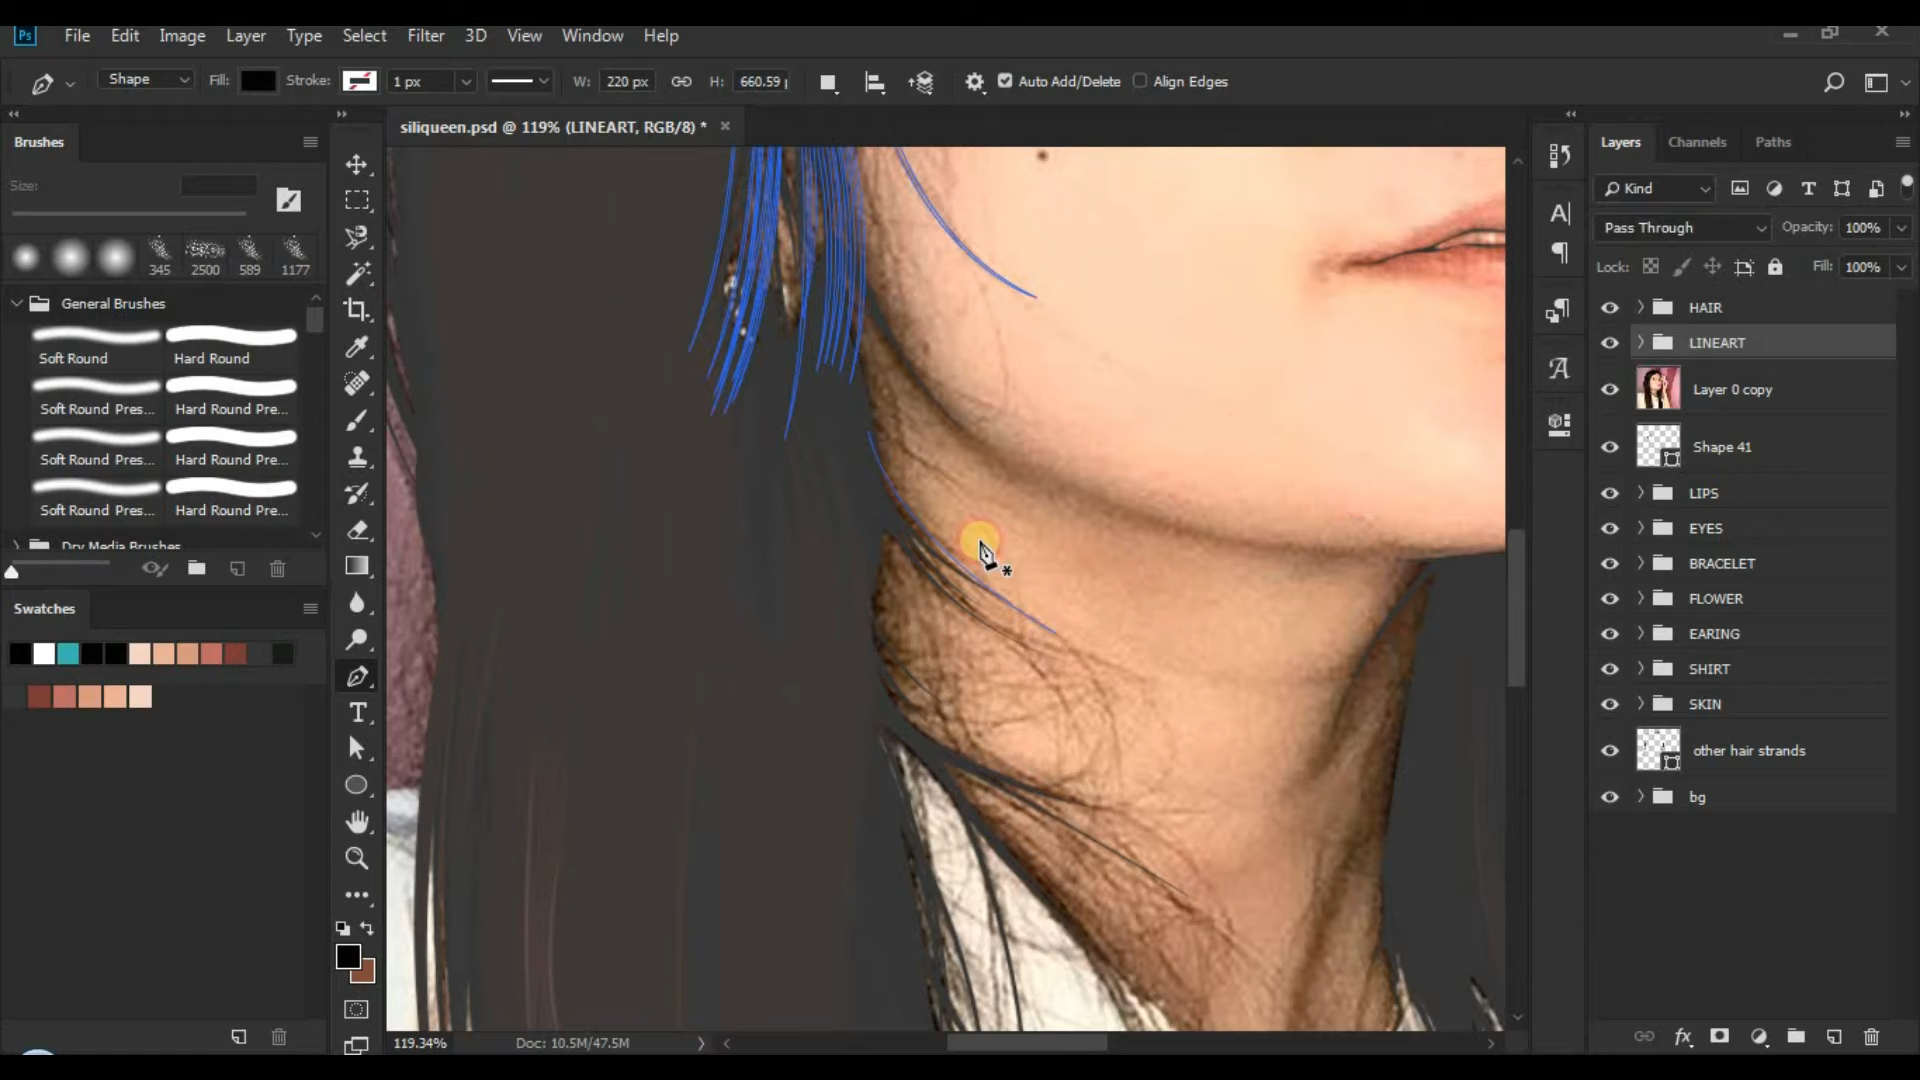 Ps File Edit Image Layer Type Select Filter 3D View Window Help
Shape Fill: Stroke: 1 px W: 220 px H: 660.59 Auto Add/Delete Align Edges
siliqueen.psd @ 119% (LINEART, RGB/8) *
Brushes
Size:
345 2500 589 1177
General Brushes
Soft Round Hard Round
Soft Round Pres... Hard Round Pre...
Soft Round Pres... Hard Round Pre...
Soft Round Pres... Hard Round Pre...
Dry Media Brushes
Swatches
119.34% Doc: 10.5M/47.5M
Layers Channels Paths
Kind
Pass Through Opacity: 100%
Lock: Fill: 100%
HAIR
LINEART
Layer 0 copy
Shape 41
LIPS
EYES
BRACELET
FLOWER
EARING
SHIRT
SKIN
other hair strands
bg